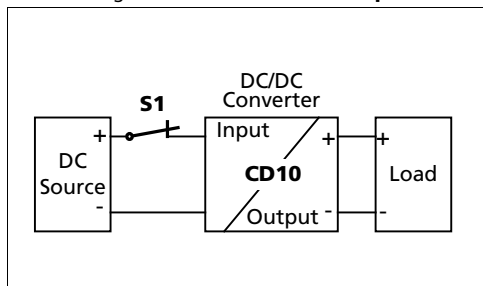 DC/DC
Converter
S1
Input
+ + +
DC
Source
CD10
Load
- - -
Output